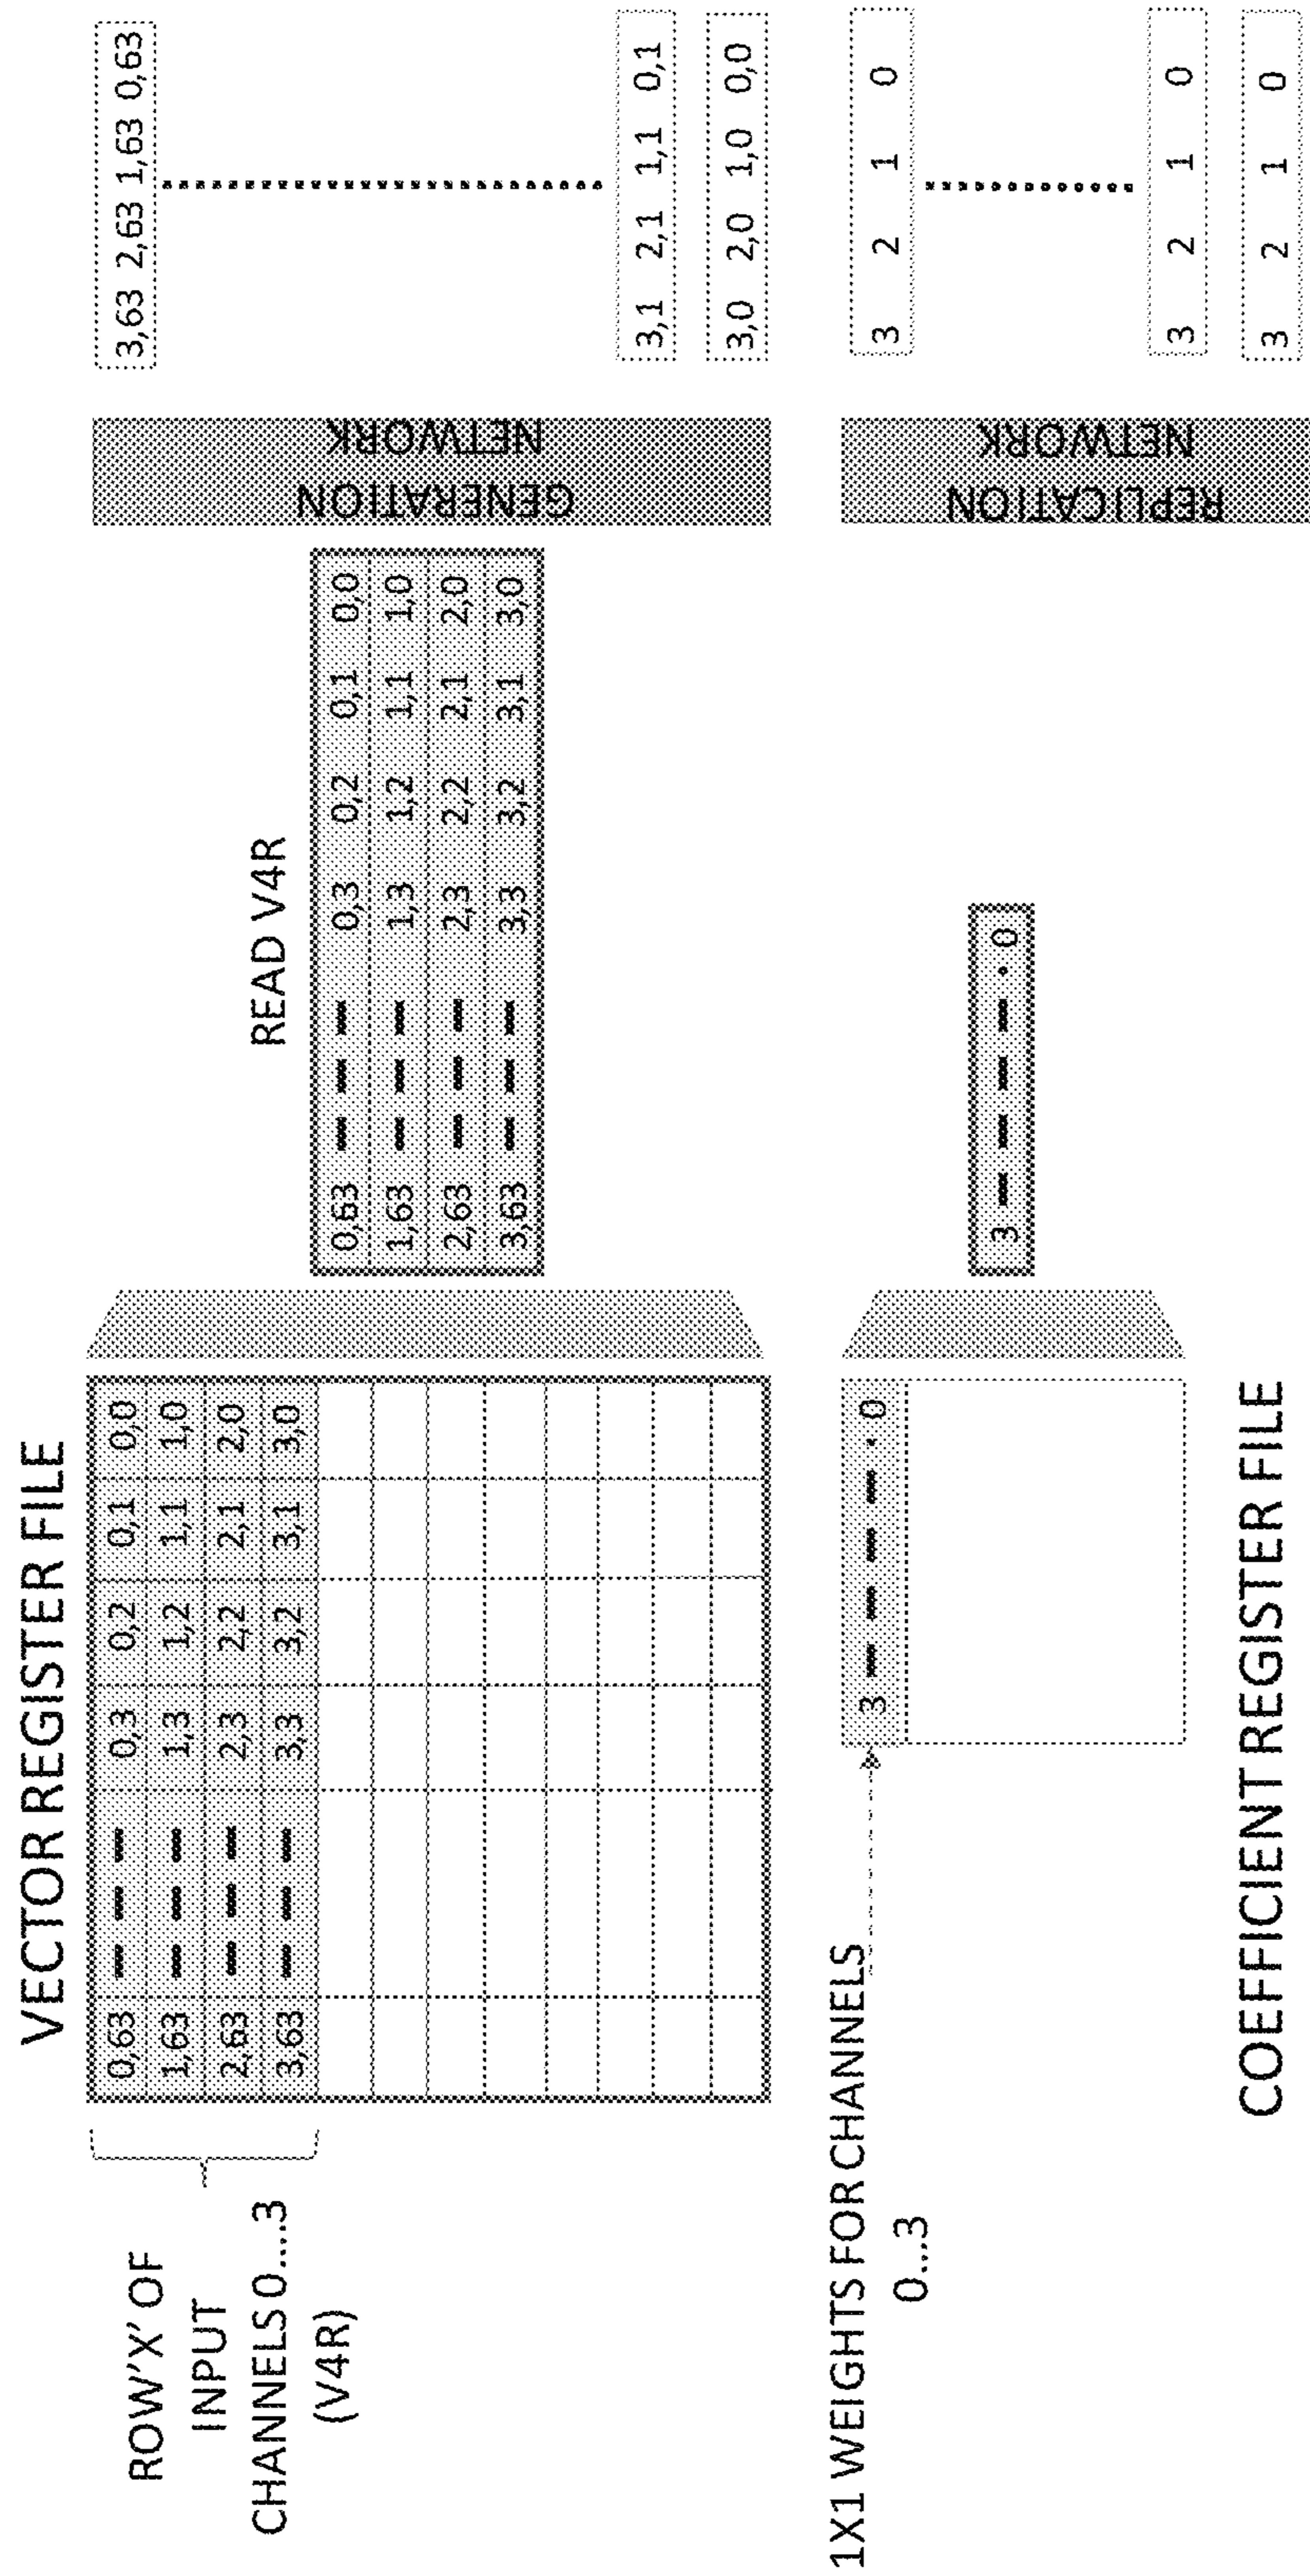 VECTOR REGISTER FILE
ROW'X' OF
INPUT
CHANNELS 0....3
(V4R)
0,63 0,3 0,2 0,1 0,0
1,63 1,3 1,2 1,1 1,0
2,63 2,3 2,2 2,1 2,0
3,63 3,3 3,2 3,1 3,0
READ V4R
0,63 0,3 0,2 0,1 0,0
1,63 1,3 1,2 1,1 1,0
2,63 2,3 2,2 2,1 2,0
3,63 3,3 3,2 3,1 3,0
GENERATION
NETWORK
3,63 2,63 1,63 0,63
3,1 2,1 1,1 0,1
3,0 2,0 1,0 0,0
1X1 WEIGHTS FOR CHANNELS
0...3
3 0
3 0
REPLICATION
NETWORK
3 2 1 0
3 2 1 0
3 2 1 0
COEFFICIENT REGISTER FILE